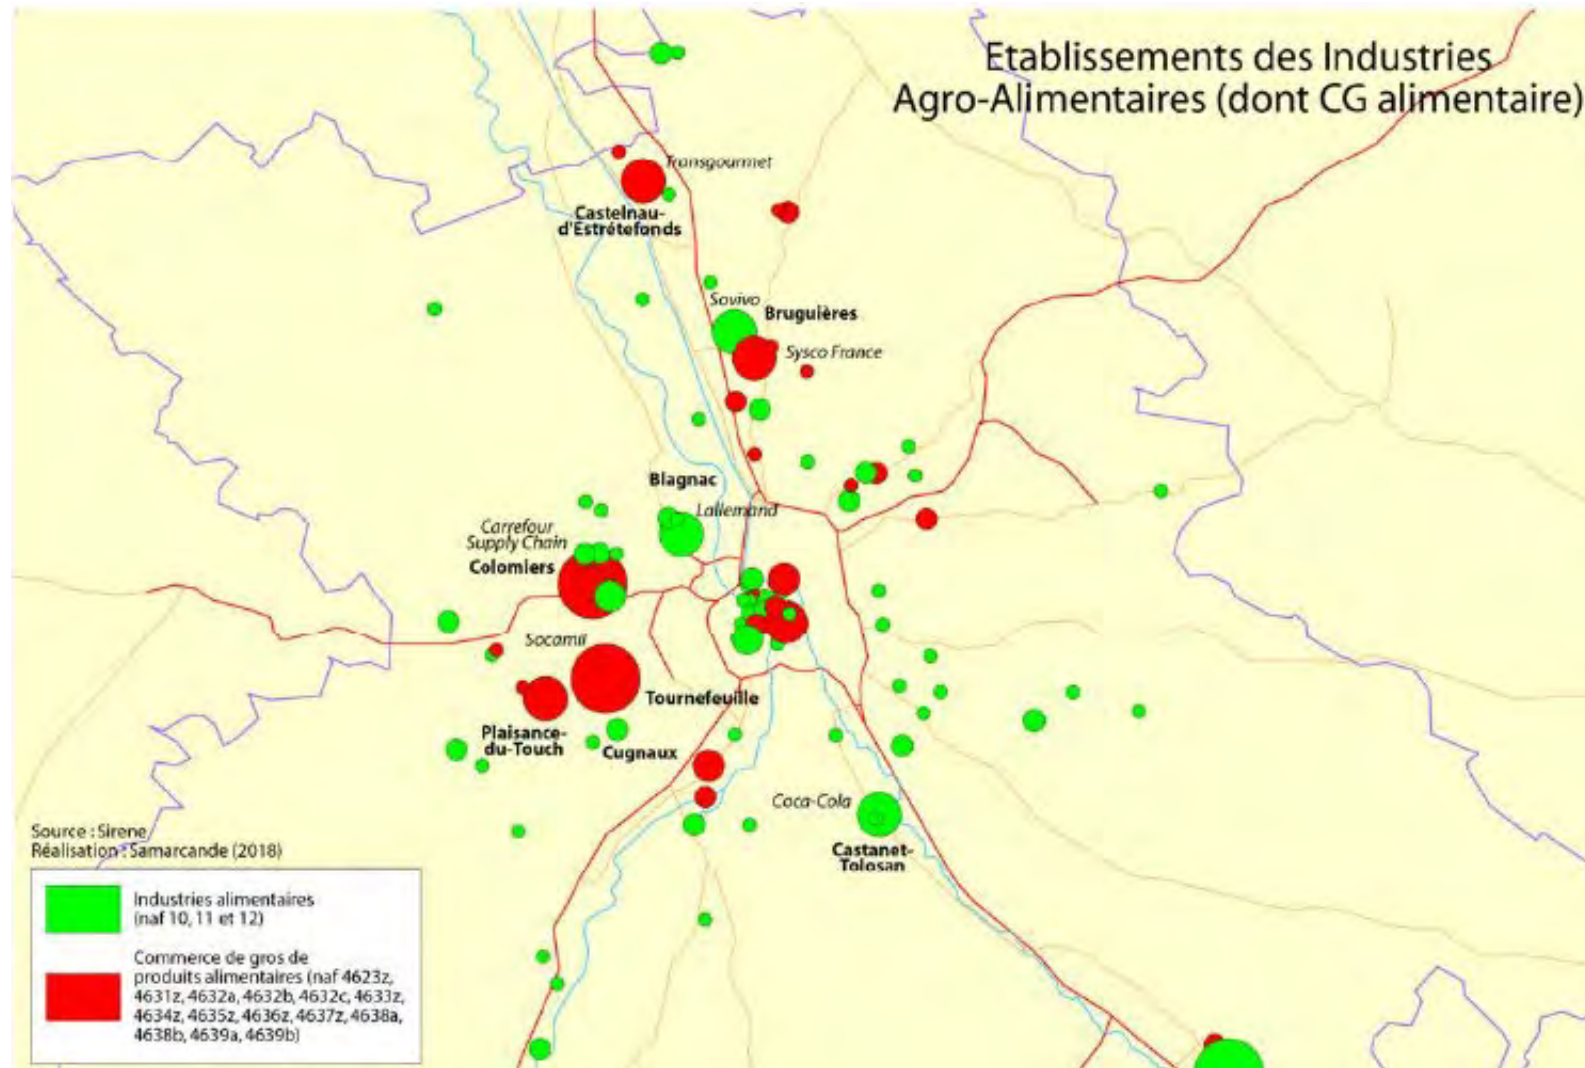 Etablissements des Industries
Agro-Alimentaires (dont CG alimentaire)
Transgourmet
Castelnau-
d'Estrétefonds
Sovivo
Bruguières
Sysco France
Blagnac
Lallemand
Carrefour
Supply Chain
Colomiers
Socamil
Tournefeuille
Plaisance-
du-Touch
Cugnaux
Coca-Cola
Castanet-
Tolosan
Source : Sirene
Réalisation : Samarcande (2018)
Industries alimentaires
(naf 10, 11 et 12)
Commerce de gros de
produits alimentaires (naf 4623z,
4631z, 4632a, 4632b, 4632c, 4633z,
4634z, 4635z, 4636z, 4637z, 4638a,
4638b, 4639a, 4639b)